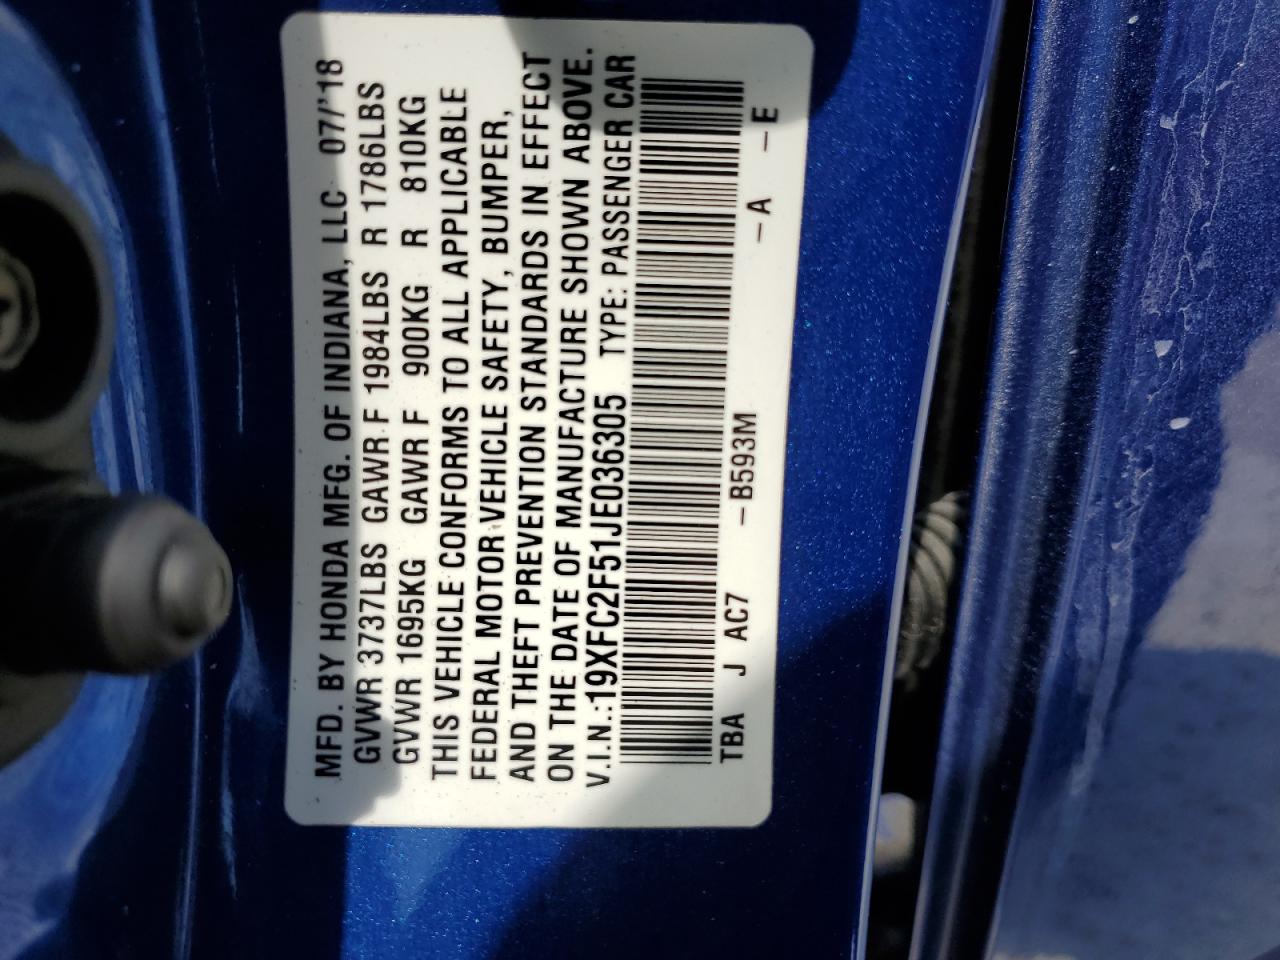 MFD. BY HONDA MFG. OF INDIANA, LLC 07/'18
GVWR 3737LBS GAWR F 1984LBS R 1786LBS
GVWR 1695KG GAWR F 900KG R 810KG
THIS VEHICLE CONFORMS TO ALL APPLICABLE
FEDERAL MOTOR VEHICLE SAFETY, BUMPER,
AND THEFT PREVENTION STANDARDS IN EFFECT
ON THE DATE OF MANUFACTURE SHOWN ABOVE.
V.I.N.:19XFC2F51JE036305 TYPE: PASSENGER CAR
TBA J AC7 -B593M -A -E